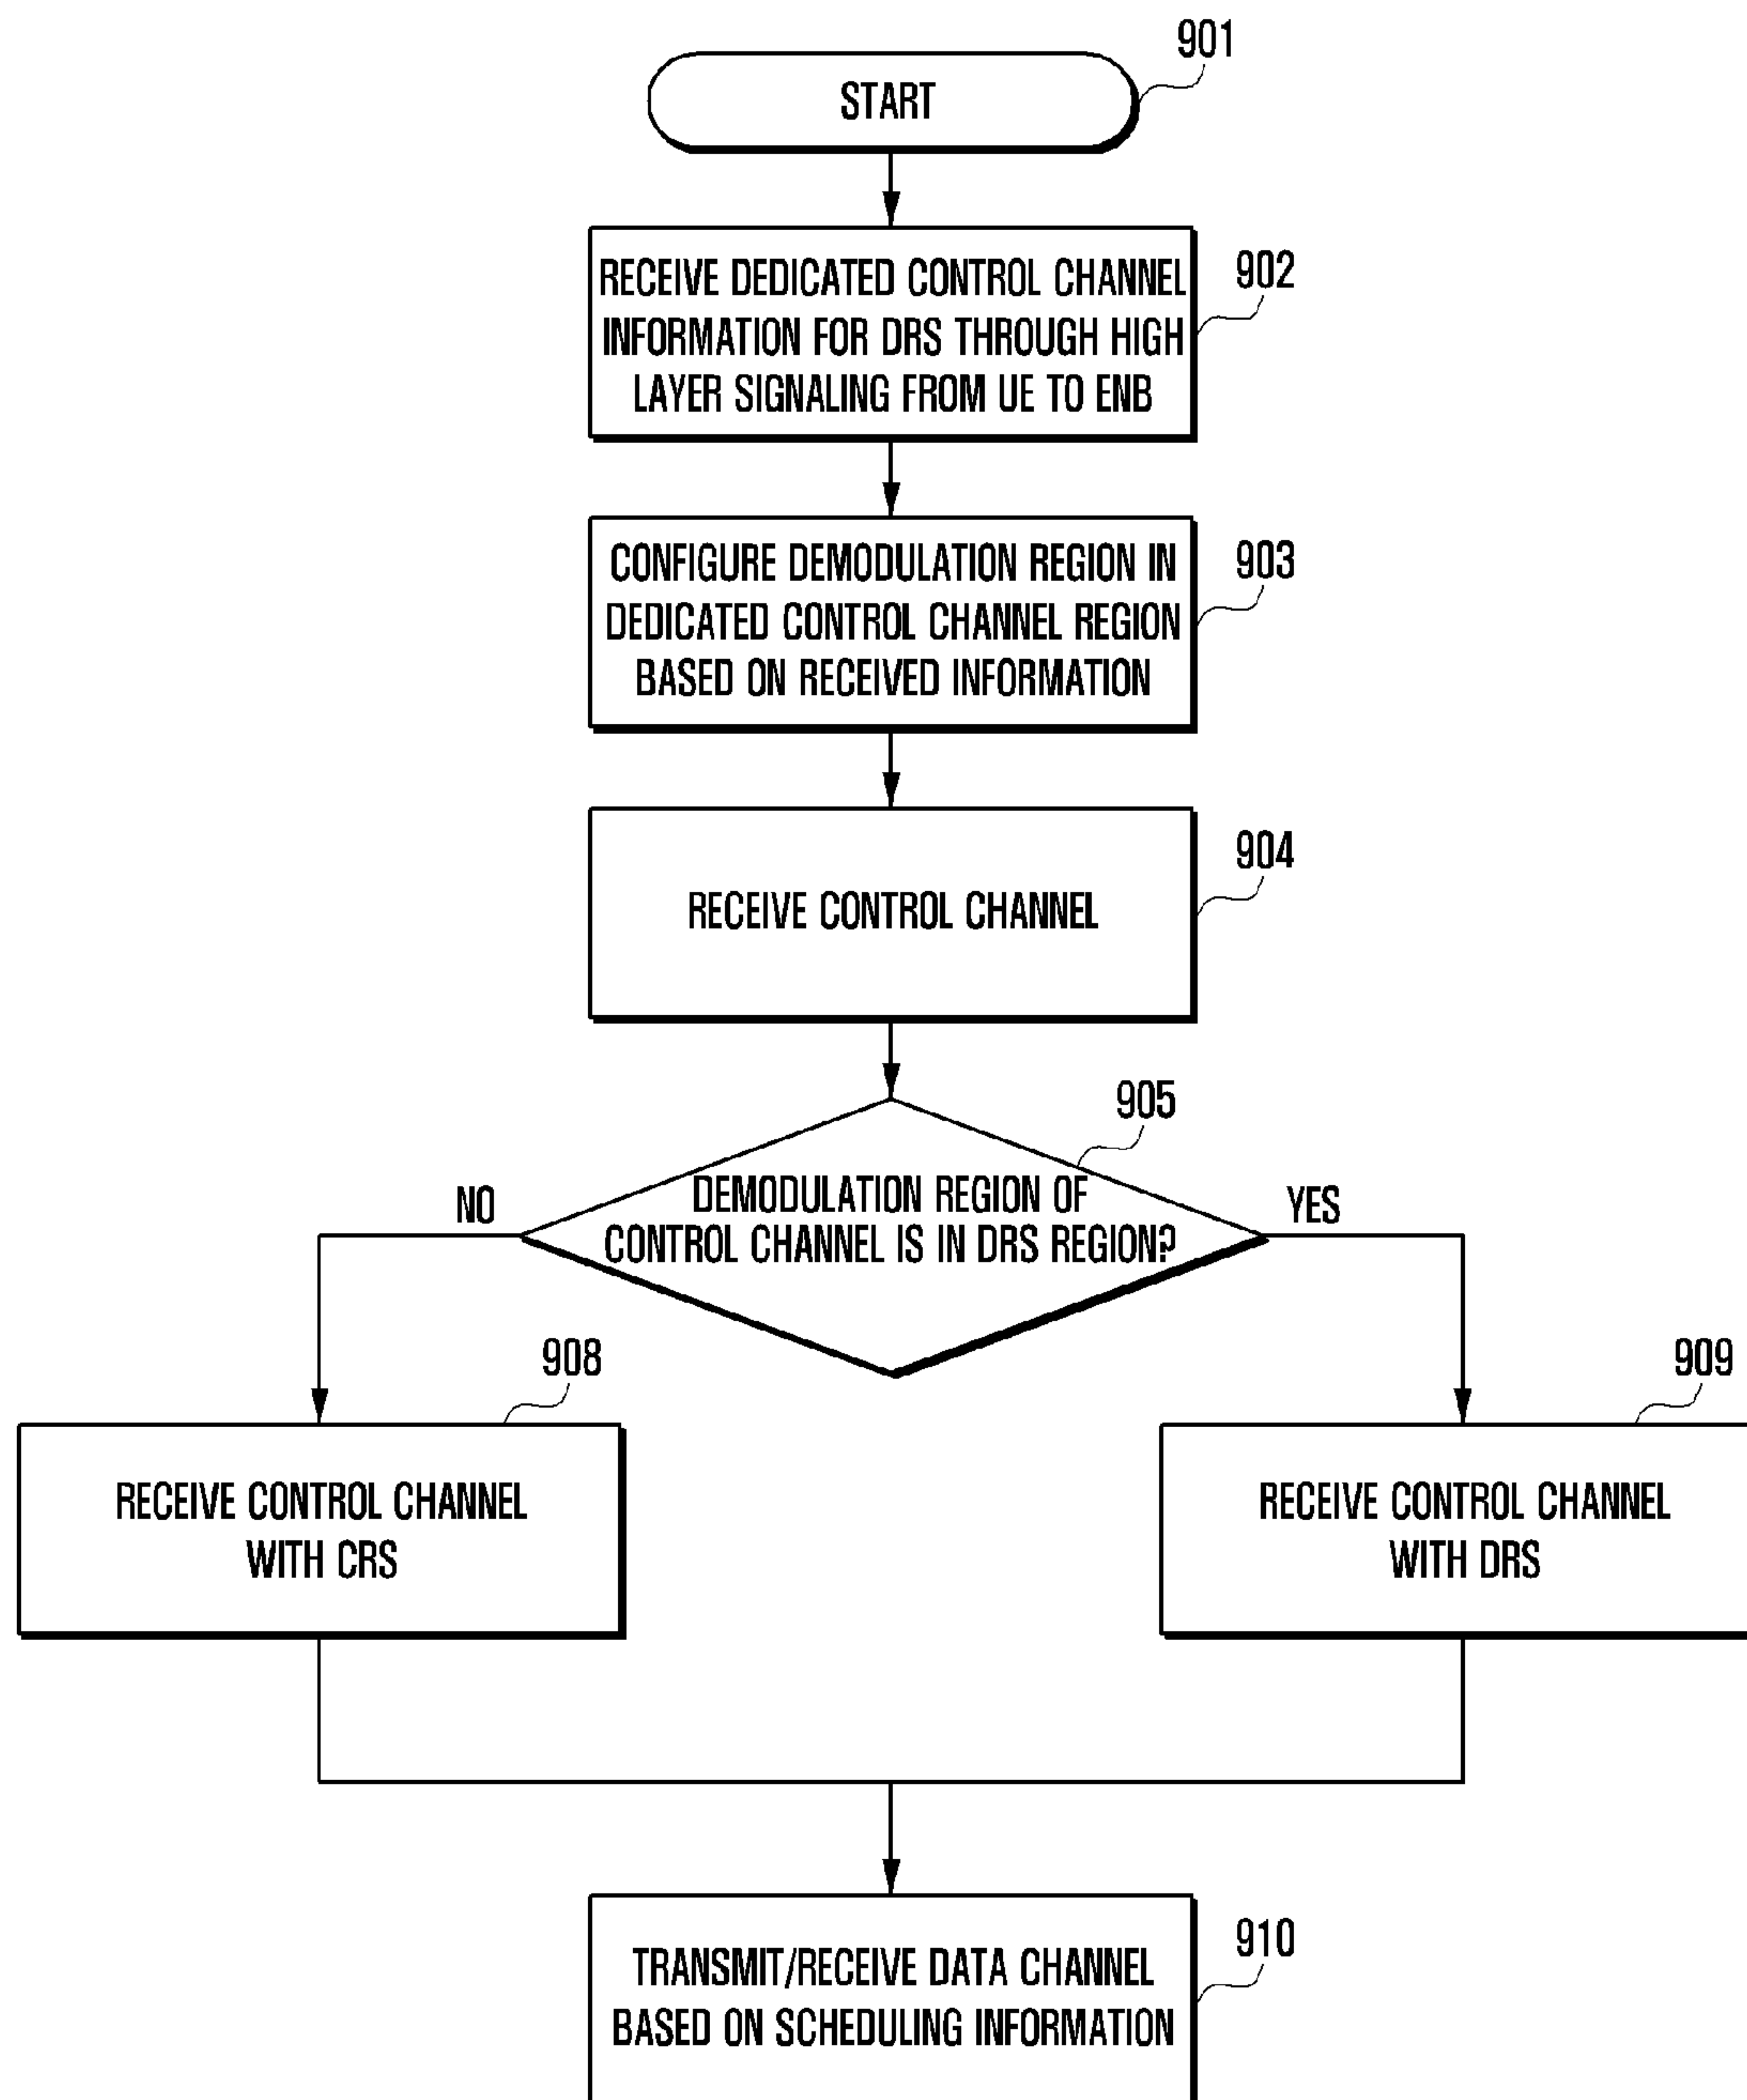 901
START
RECEIVE DEDICATED CONTROL CHANNEL
INFORMATION FOR DRS THROUGH HIGH
LAYER SIGNALING FROM UE TO ENB
902
CONFIGURE DEMODULATION REGION IN
DEDICATED CONTROL CHANNEL REGION
BASED ON RECEIVED INFORMATION
903
RECEIVE CONTROL CHANNEL
904
905
DEMODULATION REGION OF
CONTROL CHANNEL IS IN DRS REGION?
NO
YES
908
RECEIVE CONTROL CHANNEL
WITH CRS
909
RECEIVE CONTROL CHANNEL
WITH DRS
TRANSMIT/RECEIVE DATA CHANNEL
BASED ON SCHEDULING INFORMATION
910